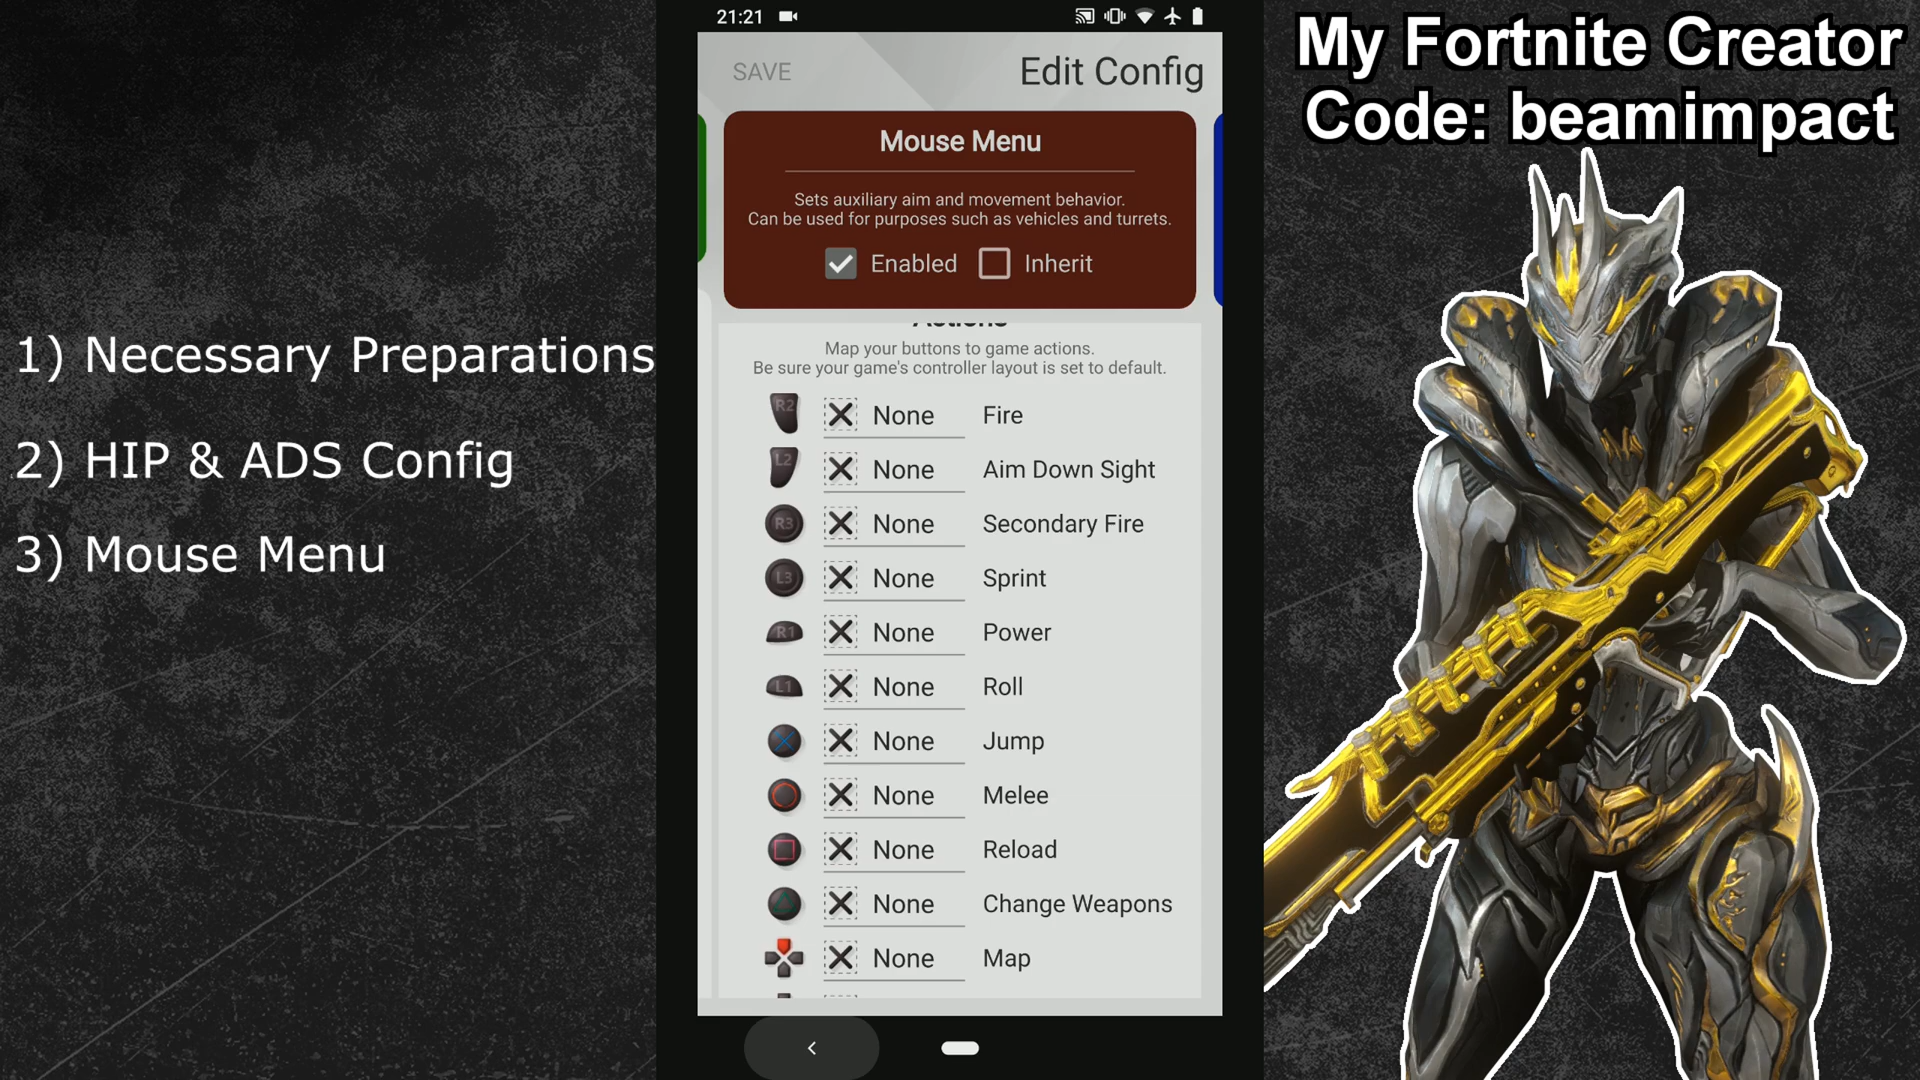 1) Necessary Preparations
2) HIP & ADS Config
3) Mouse Menu
21:21
SAVE
Edit Config
Mouse Menu
Sets auxiliary aim and movement behavior.
Can be used for purposes such as vehicles and turrets.
Enabled
Inherit
Actions
Map your buttons to game actions.
Be sure your game's controller layout is set to default.
R2 None Fire
L2 None Aim Down Sight
R3 None Secondary Fire
L3 None Sprint
R1 None Power
L1 None Roll
None Jump
None Melee
None Reload
None Change Weapons
None Map
My Fortnite Creator
Code: beamimpact